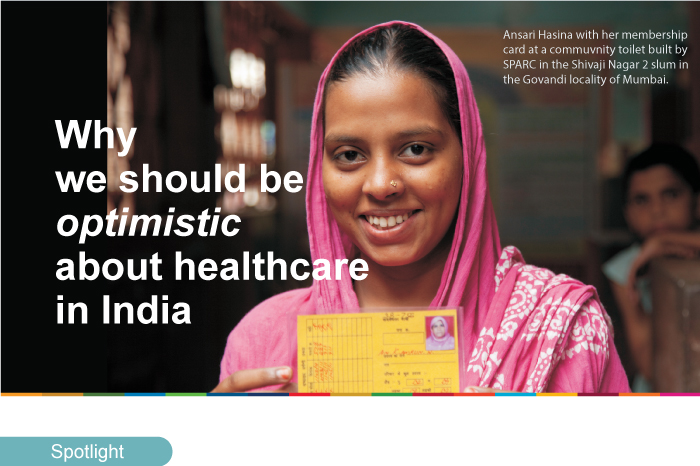 Ansari Hasina with her membership
card at a commuvnity toilet built by
SPARC in the Shivaji Nagar 2 slum in
the Govandi locality of Mumbai.
Why
we should be
optimistic
about healthcare
in India
Spotlight